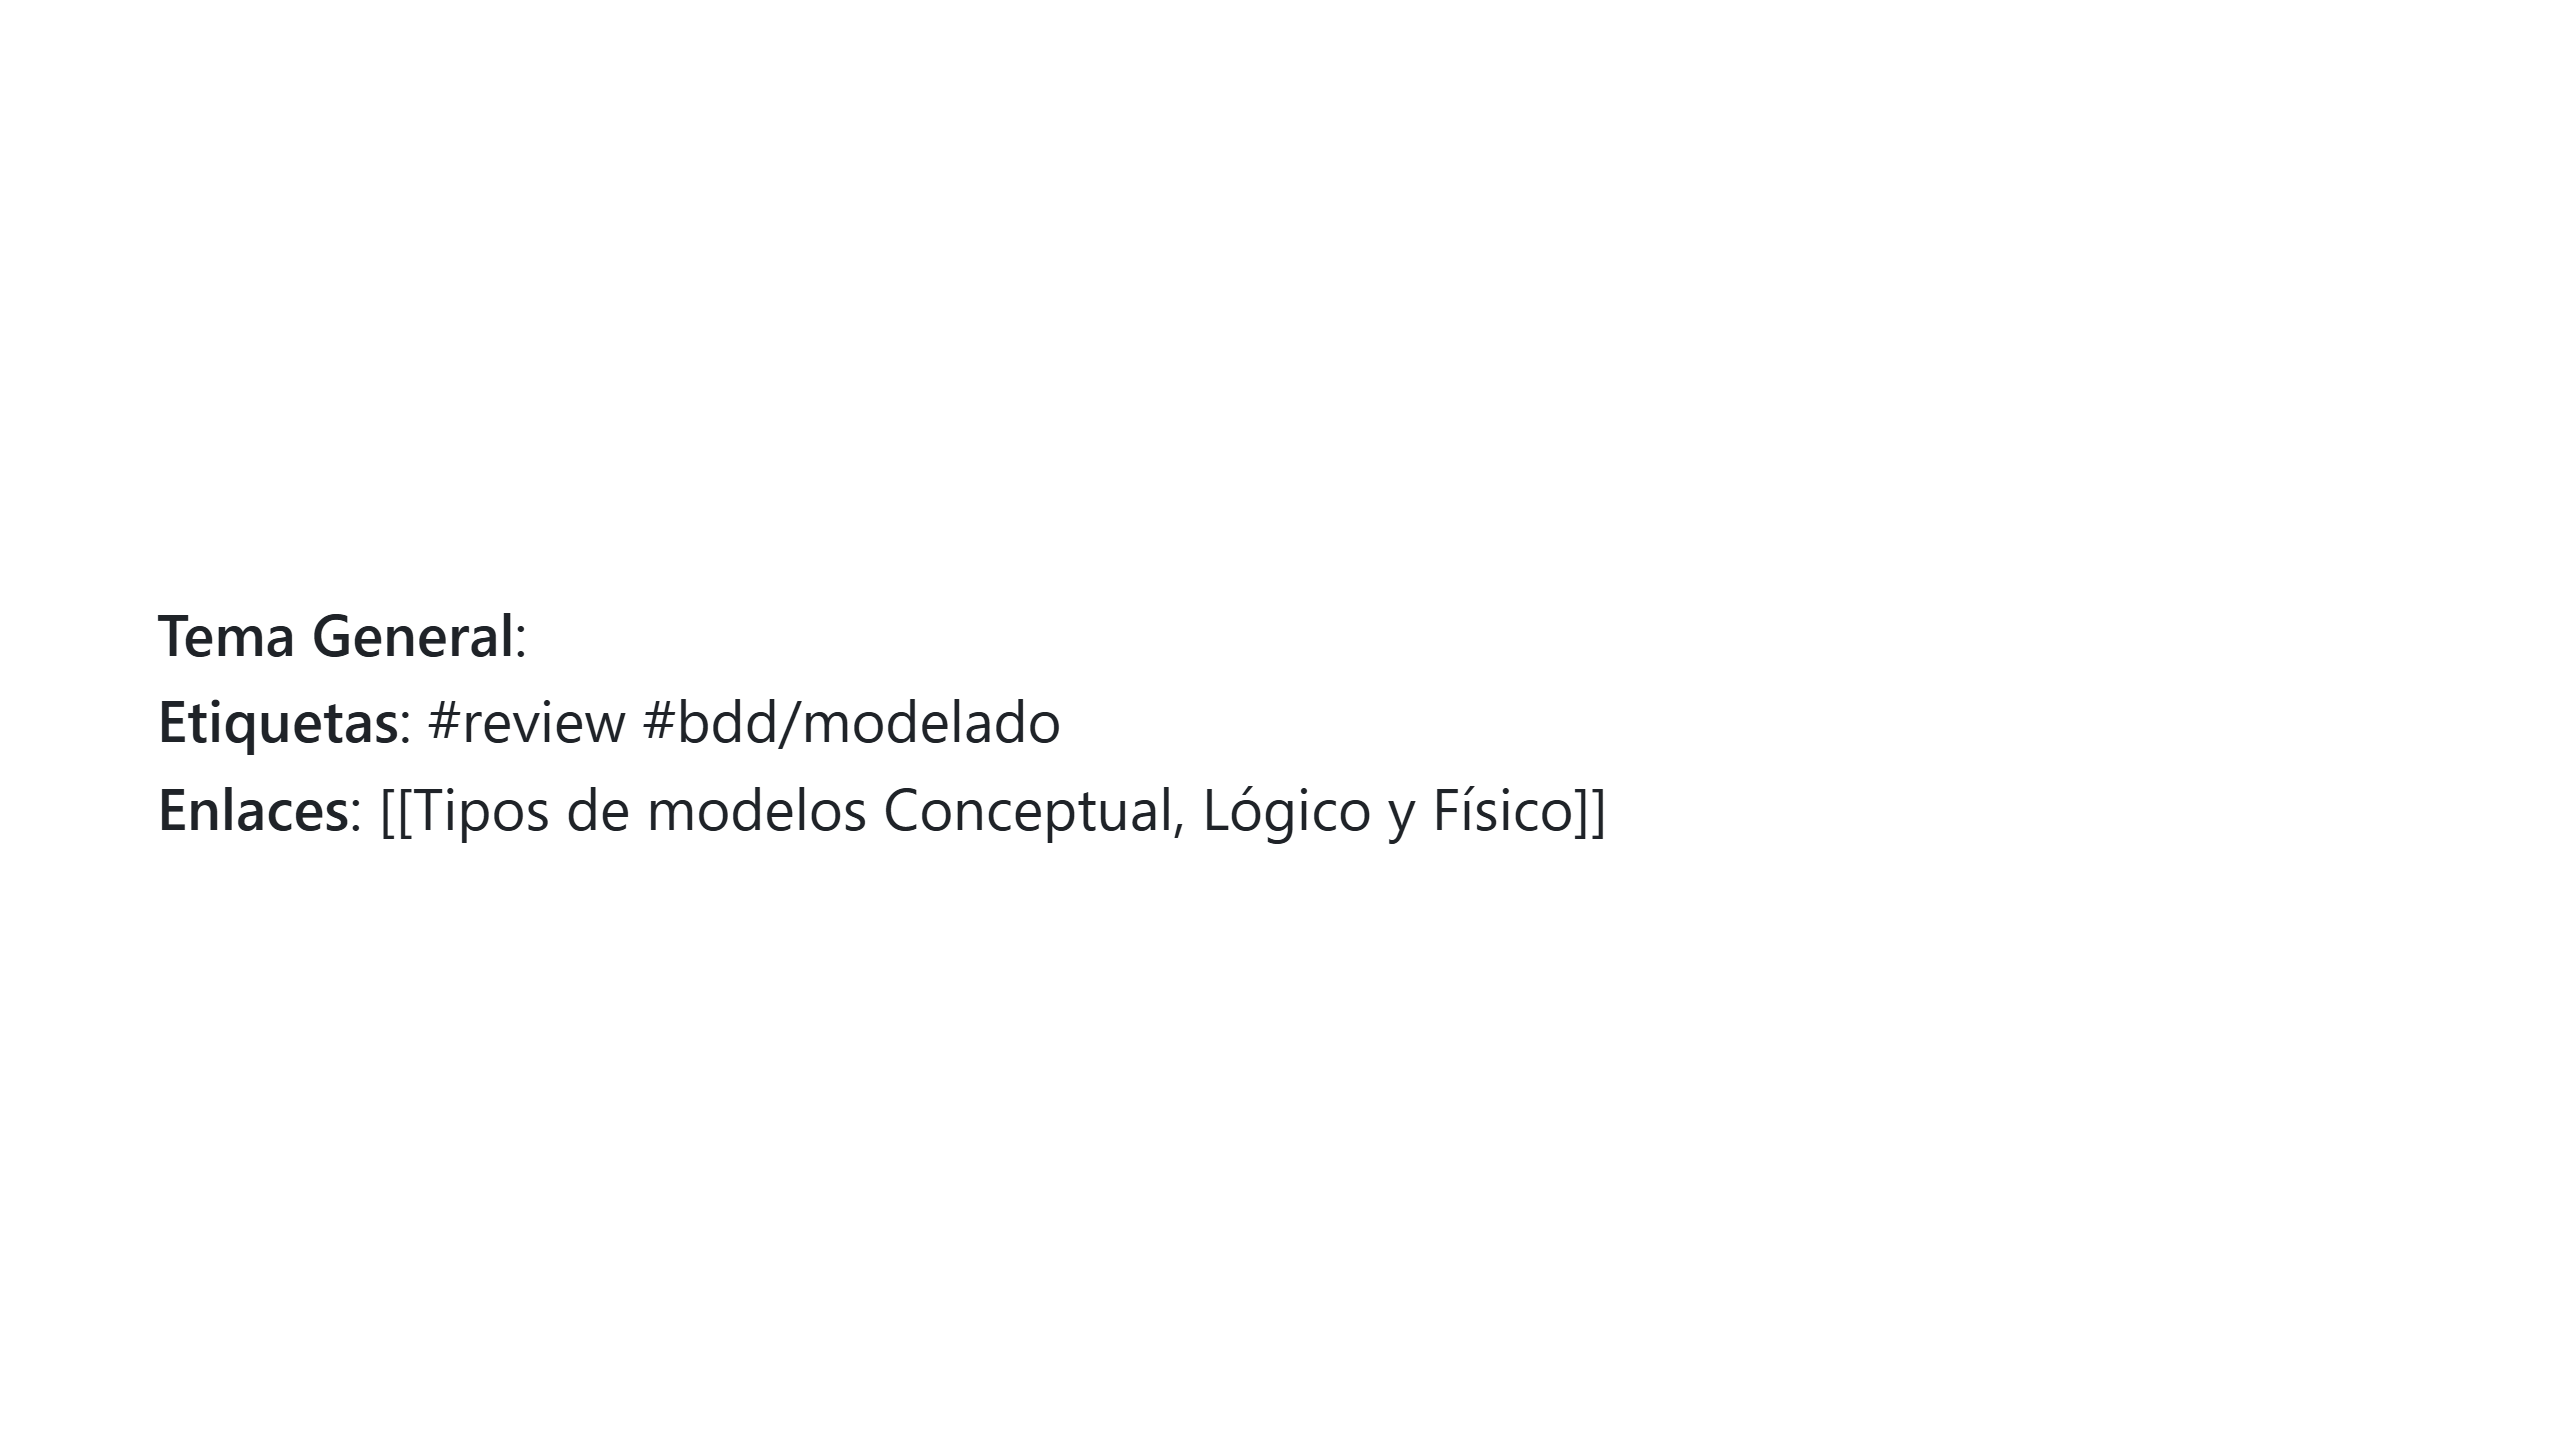 Tema General:
Etiquetas: #review #bdd/modelado
Enlaces: [[Tipos de modelos Conceptual, Lógico y Físico]]